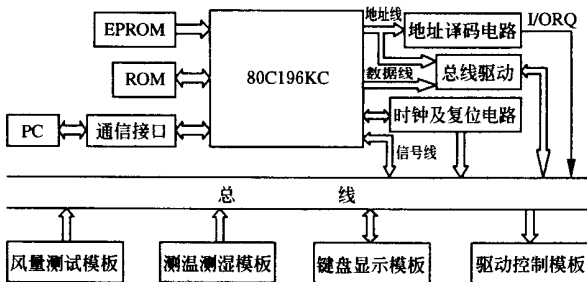 EPROM
ROM
PC
通信接口
80C196KC
地址线
地址译码电路
I/ORQ
数据线
总线驱动
时钟及复位电路
信号线
总 线
风量测试模板
测温测湿模板
键盘显示模板
驱动控制模板